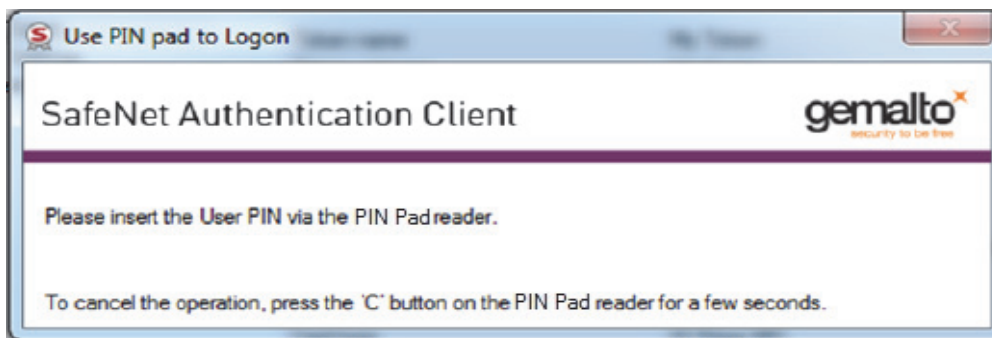 Use PIN pad to Logon
SafeNet Authentication Client
gemalto
security to be free
Please insert the User PIN via the PIN Pad reader.
To cancel the operation, press the 'C' button on the PIN Pad reader for a few seconds.